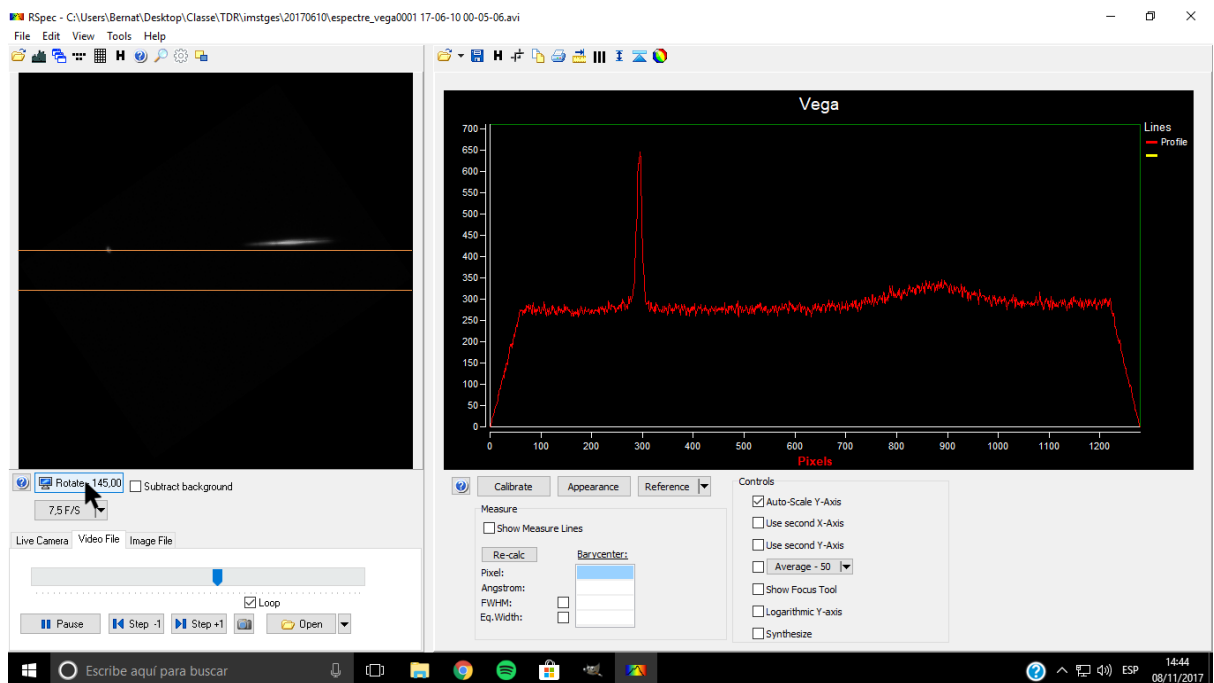 RSpec - C:\Users\Bernat\Desktop\Classe\TDR\imstges\20170610\espectre_vega0001 17-06-10 00-05-06.avi
File Edit View Tools Help
H
H
Vega
Lines
Profile
700
650
600
550
500
450
400
350
300
250
200
150
100
50
0
0 100 200 300 400 500 600 700 800 900 1000 1100 1200
Pixels
Rotate: 145,00
Subtract background
7,5 F/S
Live Camera Video File Image File
Loop
Pause Step -1 Step +1 Open
Calibrate Appearance Reference
Measure
Show Measure Lines
Re-calc Barycenter:
Pixel:
Angstrom:
FWHM:
Eq.Width:
Controls
Auto-Scale Y-Axis
Use second X-Axis
Use second Y-Axis
Average - 50
Show Focus Tool
Logarithmic Y-axis
Synthesize
Escribe aquí para buscar
ESP
14:44
08/11/2017